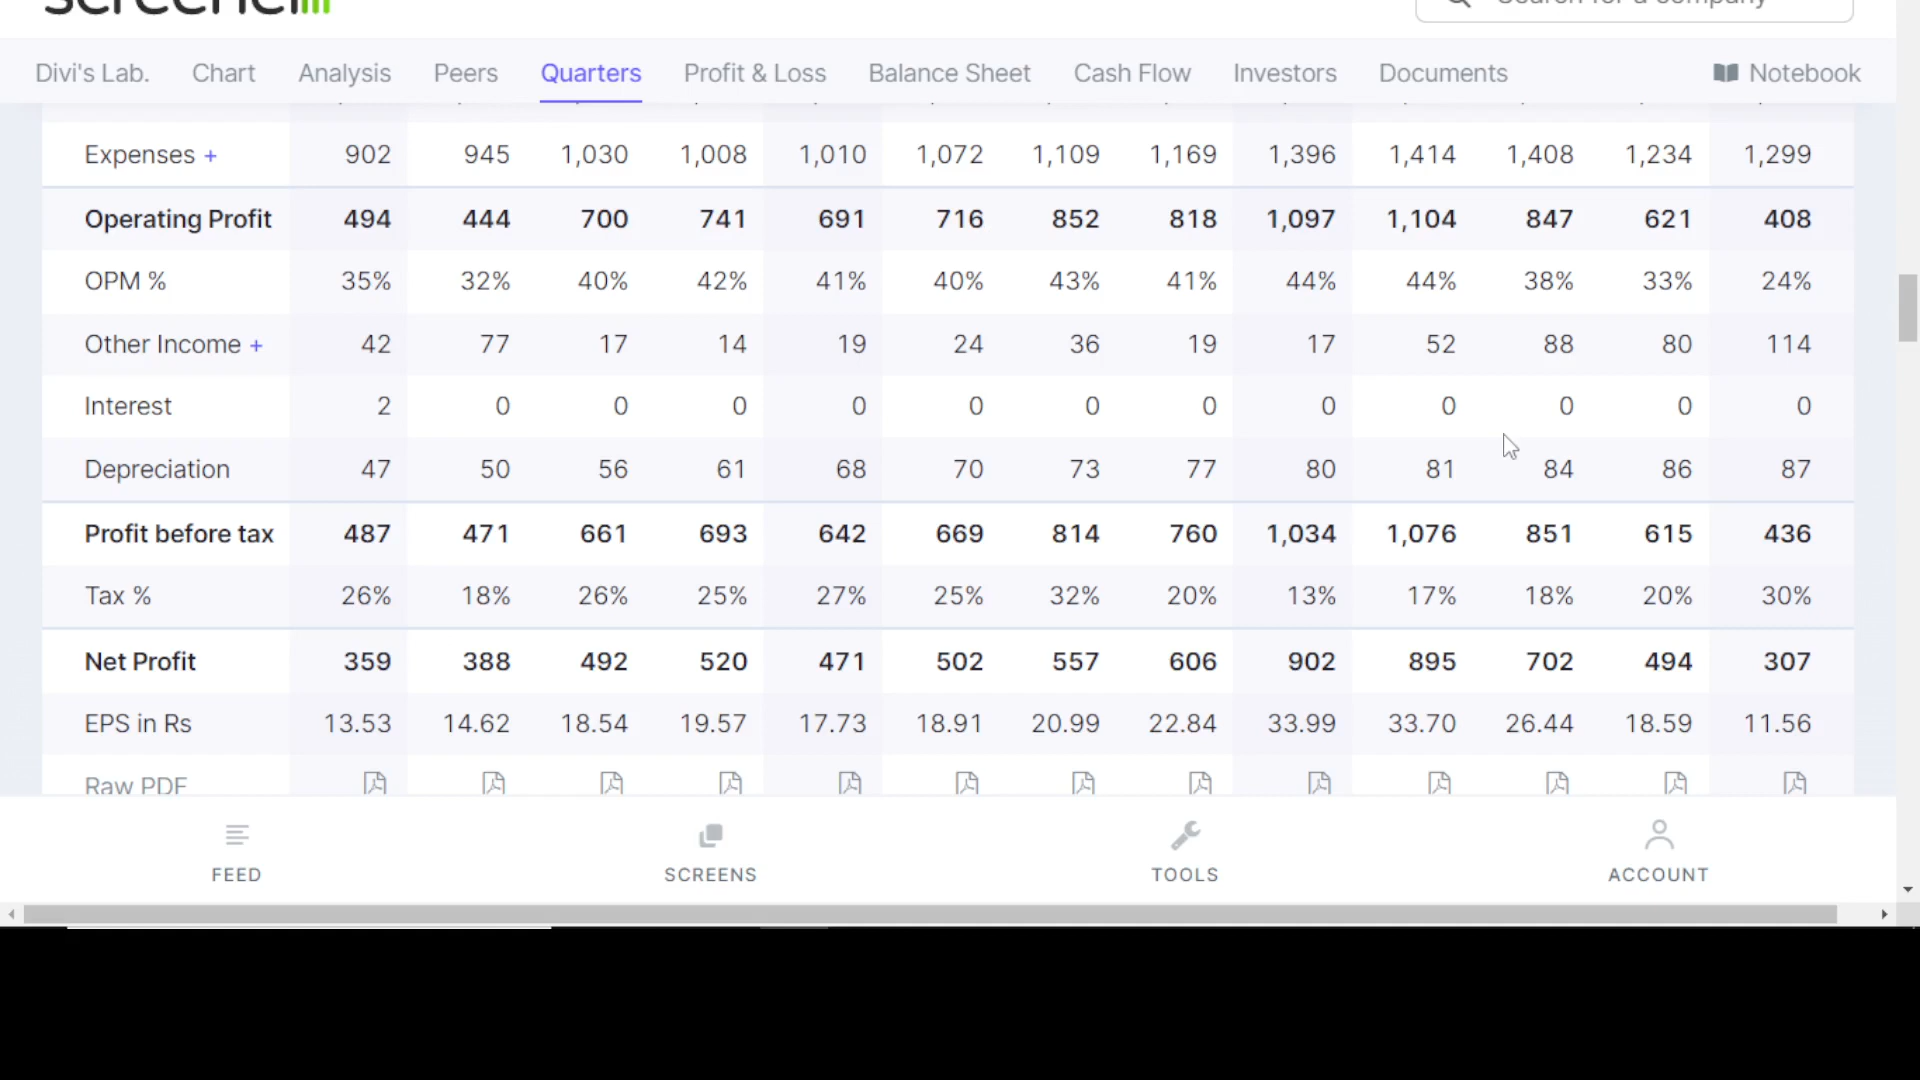 screener
Search for a company
Divi's Lab. Chart Analysis Peers Quarters Profit & Loss Balance Sheet Cash Flow Investors Documents Notebook
Expenses + 902 945 1,030 1,008 1,010 1,072 1,109 1,169 1,396 1,414 1,408 1,234 1,299
Operating Profit 494 444 700 741 691 716 852 818 1,097 1,104 847 621 408
OPM % 35% 32% 40% 42% 41% 40% 43% 41% 44% 44% 38% 33% 24%
Other Income + 42 77 17 14 19 24 36 19 17 52 88 80 114
Interest 2 0 0 0 0 0 0 0 0 0 0 0 0
Depreciation 47 50 56 61 68 70 73 77 80 81 84 86 87
Profit before tax 487 471 661 693 642 669 814 760 1,034 1,076 851 615 436
Tax % 26% 18% 26% 25% 27% 25% 32% 20% 13% 17% 18% 20% 30%
Net Profit 359 388 492 520 471 502 557 606 902 895 702 494 307
EPS in Rs 13.53 14.62 18.54 19.57 17.73 18.91 20.99 22.84 33.99 33.70 26.44 18.59 11.56
Raw PDF
FEED SCREENS TOOLS ACCOUNT